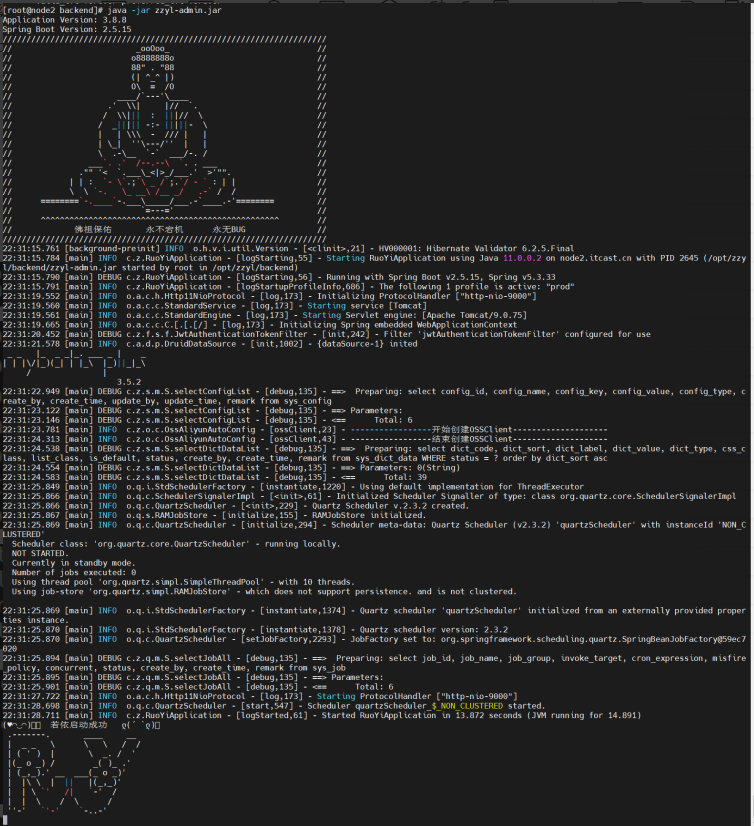 [root@node2 backend]# java -jar zzyl-admin.jar
Application Version: 3.8.8
Spring Boot Version: 2.5.15
////////////////////////////////////////////////////////////////////
//                          _ooOoo_                               //
//                         o8888888o                              //
//                         88" . "88                              //
//                         (| ^_^ |)                              //
//                         O\  =  /O                              //
//                      ____/`---'\____                           //
//                    .'  \\|     |//  `.                         //
//                   /  \\|||  :  |||//  \                        //
//                  /  _||||| -:- |||||-  \                       //
//                  |   | \\\  -  /// |   |                       //
//                  | \_|  ''\---/''  |   |                       //
//                  \  .-\__  `-`  ___/-. /                       //
//                ___`. .'  /--.--\  `. . ___                     //
//              ."" '<  `.___\_<|>_/___.'  >'"".                  //
//            | | :  `- \`.;`\ _ /`;.`/ - ` : | |                 //
//            \  \ `-.   \_ __\ /__ _/   .-` /  /                 //
//      ========`-.____`-.___\_____/___.-`____.-'========         //
//                           `=---='                              //
//      ^^^^^^^^^^^^^^^^^^^^^^^^^^^^^^^^^^^^^^^^^^^^^^^^^^        //
//             佛祖保佑       永不宕机      永无BUG               //
////////////////////////////////////////////////////////////////////
22:31:15.761 [background-preinit] INFO  o.h.v.i.util.Version - [<clinit>,21] - HV000001: Hibernate Validator 6.2.5.Final
22:31:15.784 [main] INFO  c.z.RuoYiApplication - [logStarting,55] - Starting RuoYiApplication using Java 11.0.0.2 on node2.itcast.cn with PID 2645 (/opt/zzy
l/backend/zzyl-admin.jar started by root in /opt/zzyl/backend)
22:31:15.790 [main] DEBUG c.z.RuoYiApplication - [logStarting,56] - Running with Spring Boot v2.5.15, Spring v5.3.33
22:31:15.791 [main] INFO  c.z.RuoYiApplication - [logStartupProfileInfo,686] - The following 1 profile is active: "prod"
22:31:19.552 [main] INFO  o.a.c.h.Http11NioProtocol - [log,173] - Initializing ProtocolHandler ["http-nio-9000"]
22:31:19.560 [main] INFO  o.a.c.c.StandardService - [log,173] - Starting service [Tomcat]
22:31:19.561 [main] INFO  o.a.c.c.StandardEngine - [log,173] - Starting Servlet engine: [Apache Tomcat/9.0.75]
22:31:19.665 [main] INFO  o.a.c.c.C.[.[.[/] - [log,173] - Initializing Spring embedded WebApplicationContext
22:31:20.452 [main] DEBUG c.z.f.s.f.JwtAuthenticationTokenFilter - [init,242] - Filter 'jwtAuthenticationTokenFilter' configured for use
22:31:21.578 [main] INFO  c.a.d.p.DruidDataSource - [init,1002] - {dataSource-1} inited
 _ _   |_  _ _|_. ___ _ |    _
| | |\/|_)(_| | |_\  |_)||_|_\
     /               |
                        3.5.2
22:31:22.949 [main] DEBUG c.z.s.m.S.selectConfigList - [debug,135] - ==>  Preparing: select config_id, config_name, config_key, config_value, config_type, c
reate_by, create_time, update_by, update_time, remark from sys_config
22:31:23.122 [main] DEBUG c.z.s.m.S.selectConfigList - [debug,135] - ==> Parameters:
22:31:23.146 [main] DEBUG c.z.s.m.S.selectConfigList - [debug,135] - <==      Total: 6
22:31:23.781 [main] INFO  c.z.o.c.OssAliyunAutoConfig - [ossClient,23] - -----------------开始创建OSSClient--------------------
22:31:24.313 [main] INFO  c.z.o.c.OssAliyunAutoConfig - [ossClient,43] - -----------------结束创建OSSClient--------------------
22:31:24.538 [main] DEBUG c.z.s.m.S.selectDictDataList - [debug,135] - ==>  Preparing: select dict_code, dict_sort, dict_label, dict_value, dict_type, css_c
lass, list_class, is_default, status, create_by, create_time, remark from sys_dict_data WHERE status = ? order by dict_sort asc
22:31:24.554 [main] DEBUG c.z.s.m.S.selectDictDataList - [debug,135] - ==> Parameters: 0(String)
22:31:24.583 [main] DEBUG c.z.s.m.S.selectDictDataList - [debug,135] - <==      Total: 39
22:31:25.849 [main] INFO  o.q.i.StdSchedulerFactory - [instantiate,1220] - Using default implementation for ThreadExecutor
22:31:25.866 [main] INFO  o.q.c.SchedulerSignalerImpl - [<init>,61] - Initialized Scheduler Signaller of type: class org.quartz.core.SchedulerSignalerImpl
22:31:25.866 [main] INFO  o.q.c.QuartzScheduler - [<init>,229] - Quartz Scheduler v.2.3.2 created.
22:31:25.867 [main] INFO  o.q.s.RAMJobStore - [initialize,155] - RAMJobStore initialized.
22:31:25.869 [main] INFO  o.q.c.QuartzScheduler - [initialize,294] - Scheduler meta-data: Quartz Scheduler (v2.3.2) 'quartzScheduler' with instanceId 'NON_C
LUSTERED'
  Scheduler class: 'org.quartz.core.QuartzScheduler' - running locally.
  NOT STARTED.
  Currently in standby mode.
  Number of jobs executed: 0
  Using thread pool 'org.quartz.simpl.SimpleThreadPool' - with 10 threads.
  Using job-store 'org.quartz.simpl.RAMJobStore' - which does not support persistence. and is not clustered.
22:31:25.869 [main] INFO  o.q.i.StdSchedulerFactory - [instantiate,1374] - Quartz scheduler 'quartzScheduler' initialized from an externally provided proper
ties instance.
22:31:25.870 [main] INFO  o.q.i.StdSchedulerFactory - [instantiate,1378] - Quartz scheduler version: 2.3.2
22:31:25.870 [main] INFO  o.q.c.QuartzScheduler - [setJobFactory,2293] - JobFactory set to: org.springframework.scheduling.quartz.SpringBeanJobFactory@59ec7
020
22:31:25.894 [main] DEBUG c.z.q.m.S.selectJobAll - [debug,135] - ==>  Preparing: select job_id, job_name, job_group, invoke_target, cron_expression, misfire
_policy, concurrent, status, create_by, create_time, remark from sys_job
22:31:25.895 [main] DEBUG c.z.q.m.S.selectJobAll - [debug,135] - ==> Parameters:
22:31:25.901 [main] DEBUG c.z.q.m.S.selectJobAll - [debug,135] - <==      Total: 6
22:31:27.722 [main] INFO  o.a.c.h.Http11NioProtocol - [log,173] - Starting ProtocolHandler ["http-nio-9000"]
22:31:28.698 [main] INFO  o.q.c.QuartzScheduler - [start,547] - Scheduler quartzScheduler_$_NON_CLUSTERED started.
22:31:28.711 [main] INFO  c.z.RuoYiApplication - [logStarted,61] - Started RuoYiApplication in 13.872 seconds (JVM running for 14.891)
(♥◠‿◠)  若依启动成功   ლ(´ڡ`ლ)